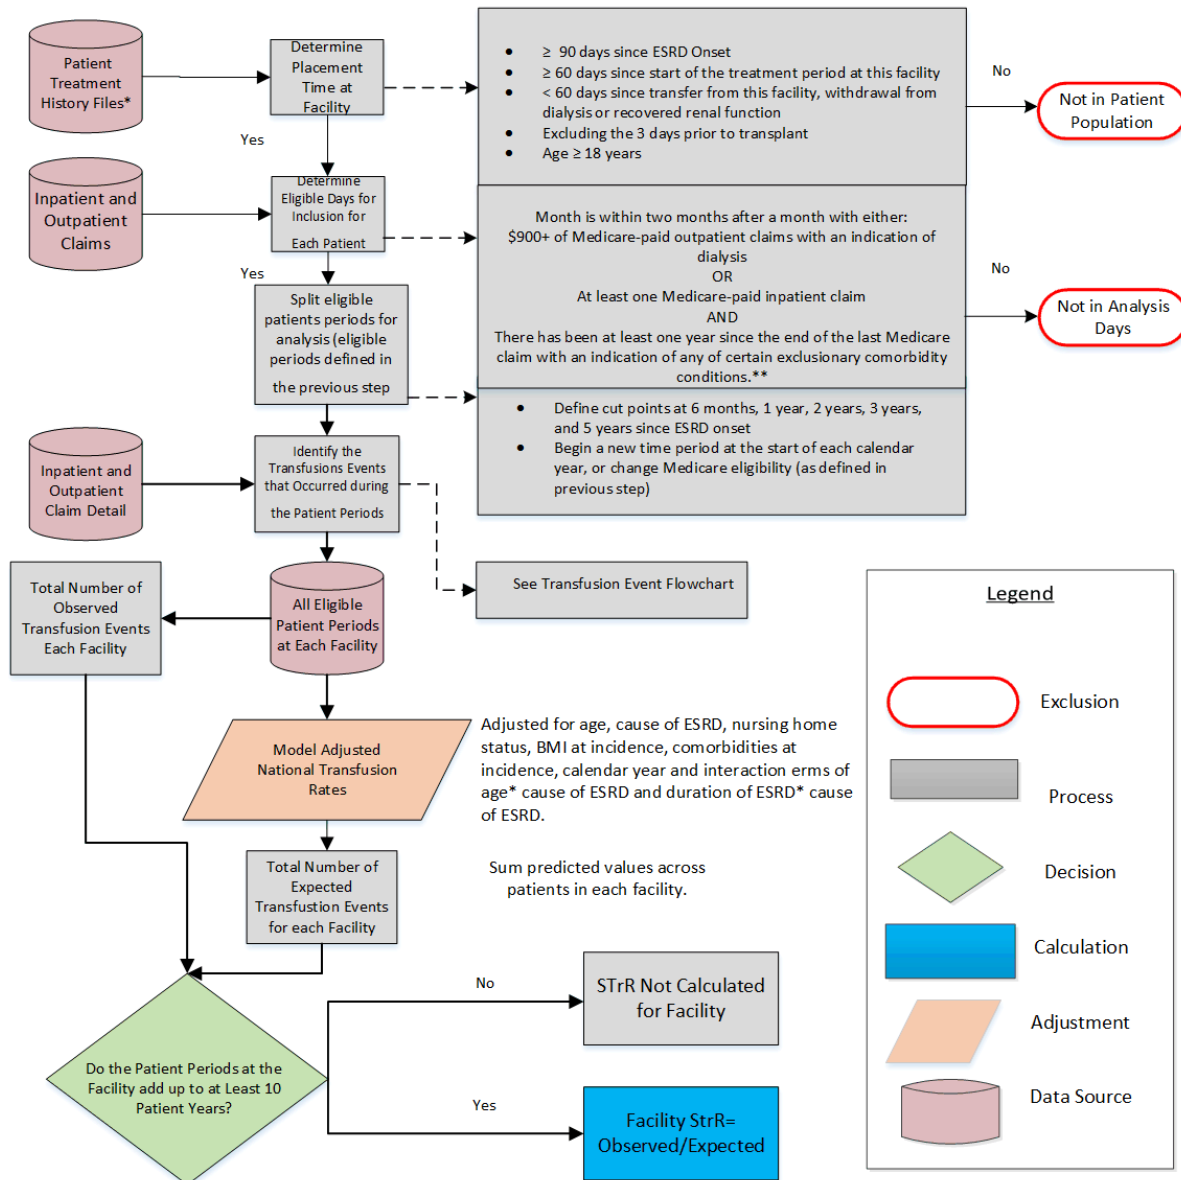 Patient
Treatment
History Files*
Determine
Placement
Time at
Facility
• ≥ 90 days since ESRD Onset
• ≥ 60 days since start of the treatment period at this facility
• < 60 days since transfer from this facility, withdrawal from
dialysis or recovered renal function
• Excluding the 3 days prior to transplant
• Age ≥ 18 years
No
Not in Patient
Population
Yes
Inpatient and
Outpatient
Claims
Determine
Eligible Days for
Inclusion for
Each Patient
Month is within two months after a month with either:
$900+ of Medicare-paid outpatient claims with an indication of
dialysis
OR
At least one Medicare-paid inpatient claim
AND
There has been at least one year since the end of the last Medicare
claim with an indication of any of certain exclusionary comorbidity
conditions.**
No
Not in Analysis
Days
Yes
Split eligible
patients periods for
analysis (eligible
periods defined in
the previous step
• Define cut points at 6 months, 1 year, 2 years, 3 years,
and 5 years since ESRD onset
• Begin a new time period at the start of each calendar
year, or change Medicare eligibility (as defined in
previous step)
Inpatient and
Outpatient
Claim Detail
Identify the
Transfusions Events
that Occurred during
the Patient Periods
See Transfusion Event Flowchart
Total Number of
Observed
Transfusion Events
Each Facility
All Eligible
Patient Periods
at Each Facility
Model Adjusted
National Transfusion
Rates
Adjusted for age, cause of ESRD, nursing home
status, BMI at incidence, comorbidities at
incidence, calendar year and interaction erms of
age* cause of ESRD and duration of ESRD* cause
of ESRD.
Total Number of
Expected
Transfustion Events
for each Facility
Sum predicted values across
patients in each facility.
Do the Patient Periods at the
Facility add up to at Least 10
Patient Years?
No
STrR Not Calculated
for Facility
Yes
Facility StrR=
Observed/Expected
Legend
Exclusion
Process
Decision
Calculation
Adjustment
Data Source